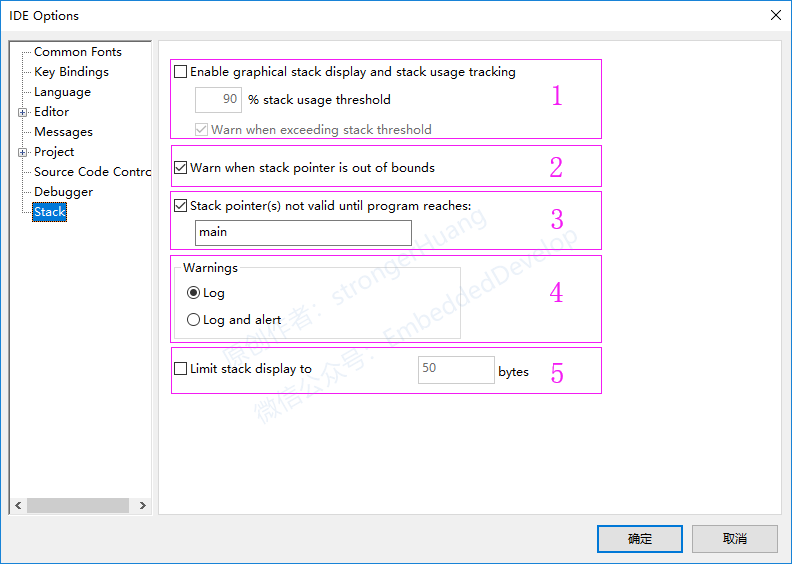 IDE Options
Common Fonts
Key Bindings
Language
Editor
Messages
Project
Source Code Contro
Debugger
Stack
Enable graphical stack display and stack usage tracking
90 % stack usage threshold
Warn when exceeding stack threshold
1
Warn when stack pointer is out of bounds
2
Stack pointer(s) not valid until program reaches:
main
3
Warnings
Log
Log and alert
4
Limit stack display to 50 bytes
5
原创作者：strongerHuang
微信公众号：EmbeddedDevelop
确定
取消